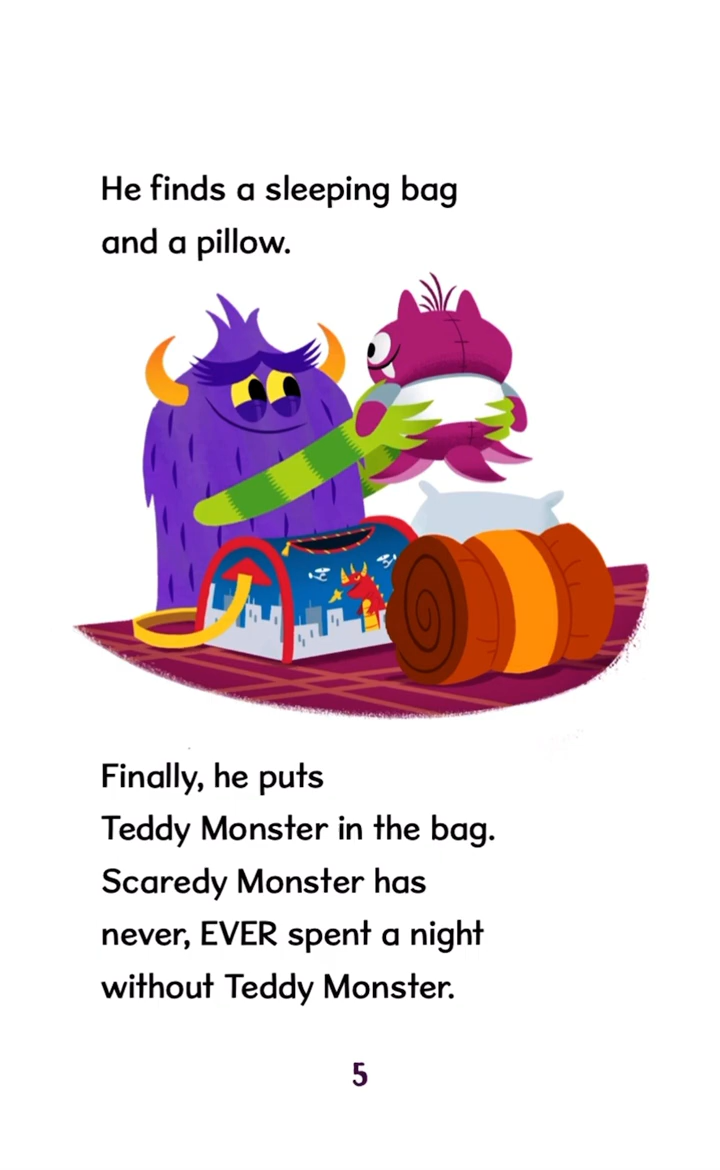 He finds a sleeping bag
and a pillow.
Finally, he puts
Teddy Monster in the bag.
Scaredy Monster has
never, EVER spent a night
without Teddy Monster.
5